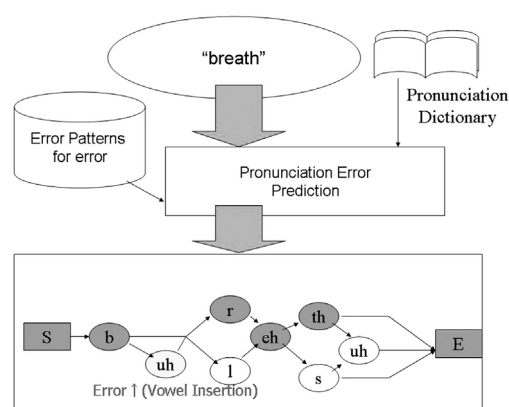 “breath”
Pronunciation
Dictionary
Error Patterns
for error
Pronunciation Error
Prediction
S
b
uh
r
l
eh
th
s
uh
E
Error ↑ (Vowel Insertion)